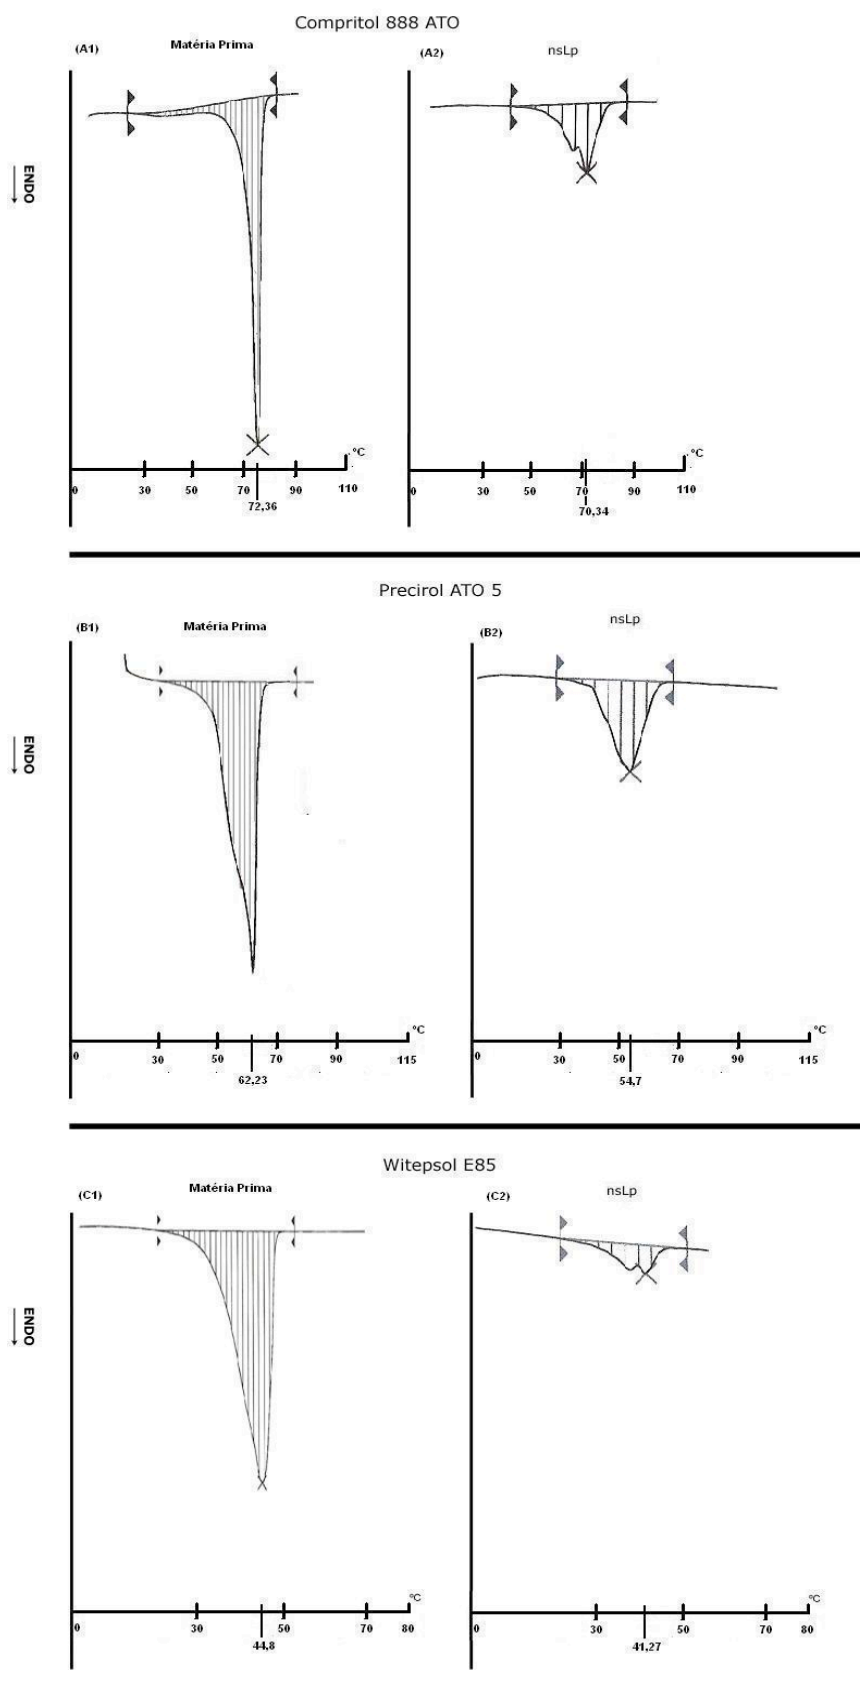 Compritol 888 ATO
(A1) Matéria Prima
(A2) nsLp
ENDO
°C
0 30 50 70 90 110
72,36
°C
0 30 50 70 90 110
70,34
Precirol ATO 5
(B1) Matéria Prima
(B2) nsLp
ENDO
°C
0 30 50 70 90 115
62,23
°C
0 30 50 70 90 115
54,7
Witepsol E85
(C1) Matéria Prima
(C2) nsLp
ENDO
°C
0 30 50 70 80
44,8
°C
0 30 50 70 80
41,27